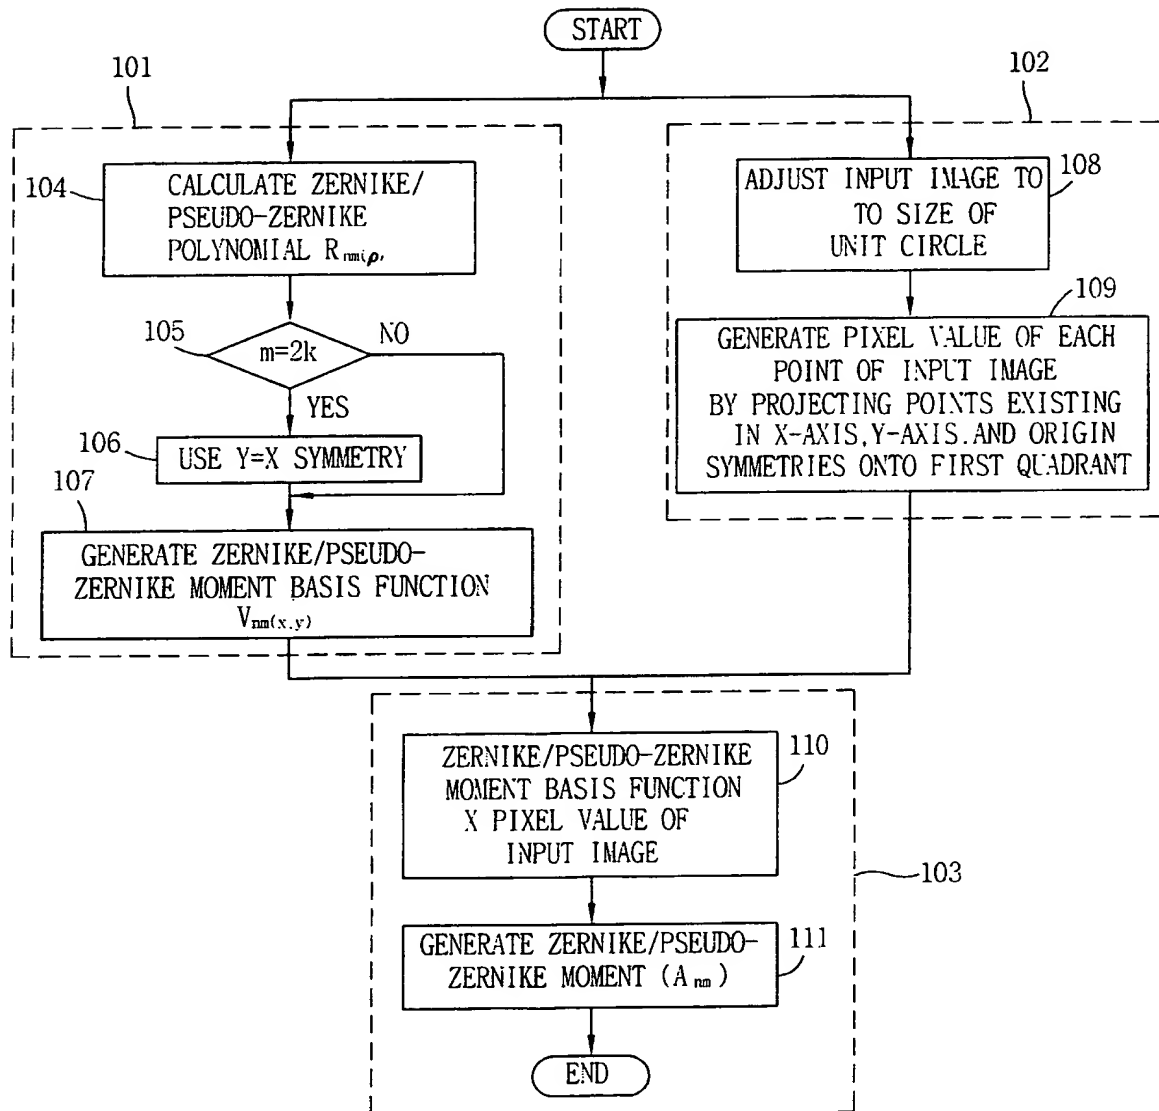 START
101
102
104
CALCULATE ZERNIKE/
PSEUDO-ZERNIKE
POLYNOMIAL Rnm(ρ)
105
m=2k
NO
YES
106
USE Y=X SYMMETRY
107
GENERATE ZERNIKE/PSEUDO-
ZERNIKE MOMENT BASIS FUNCTION
Vnm(x,y)
ADJUST INPUT IMAGE TO
TO SIZE OF
UNIT CIRCLE
108
109
GENERATE PIXEL VALUE OF EACH
POINT OF INPUT IMAGE
BY PROJECTING POINTS EXISTING
IN X-AXIS,Y-AXIS.AND ORIGIN
SYMMETRIES ONTO FIRST QUADRANT
ZERNIKE/PSEUDO-ZERNIKE
MOMENT BASIS FUNCTION
X PIXEL VALUE OF
INPUT IMAGE
110
103
GENERATE ZERNIKE/PSEUDO-
ZERNIKE MOMENT (Anm)
111
END